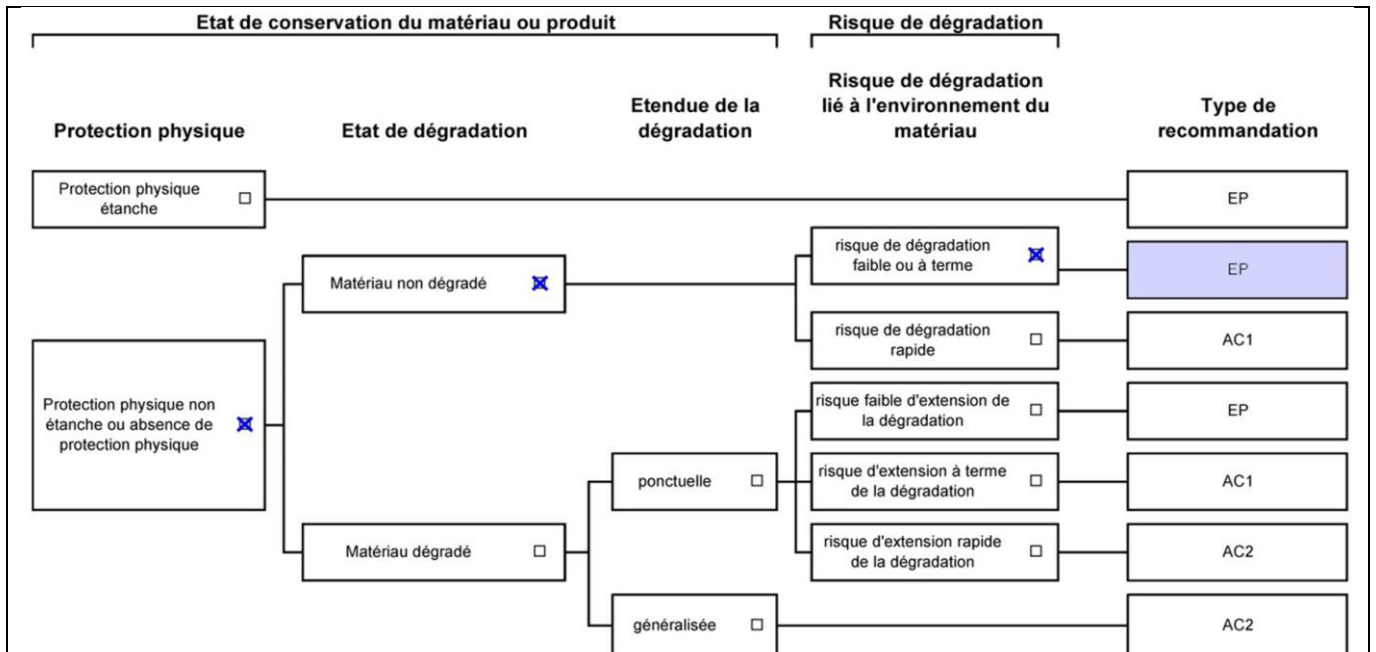 Etat de conservation du matériau ou produit
Risque de dégradation
Protection physique
Etat de dégradation
Etendue de la
dégradation
Risque de dégradation
lié à l'environnement du
matériau
Type de
recommandation
Protection physique
étanche
EP
risque de dégradation
faible ou à terme
EP
Matériau non dégradé
risque de dégradation
rapide
AC1
Protection physique non
étanche ou absence de
protection physique
risque faible d'extension de
la dégradation
EP
ponctuelle
risque d'extension à terme
de la dégradation
AC1
Matériau dégradé
risque d'extension rapide
de la dégradation
AC2
généralisée
AC2